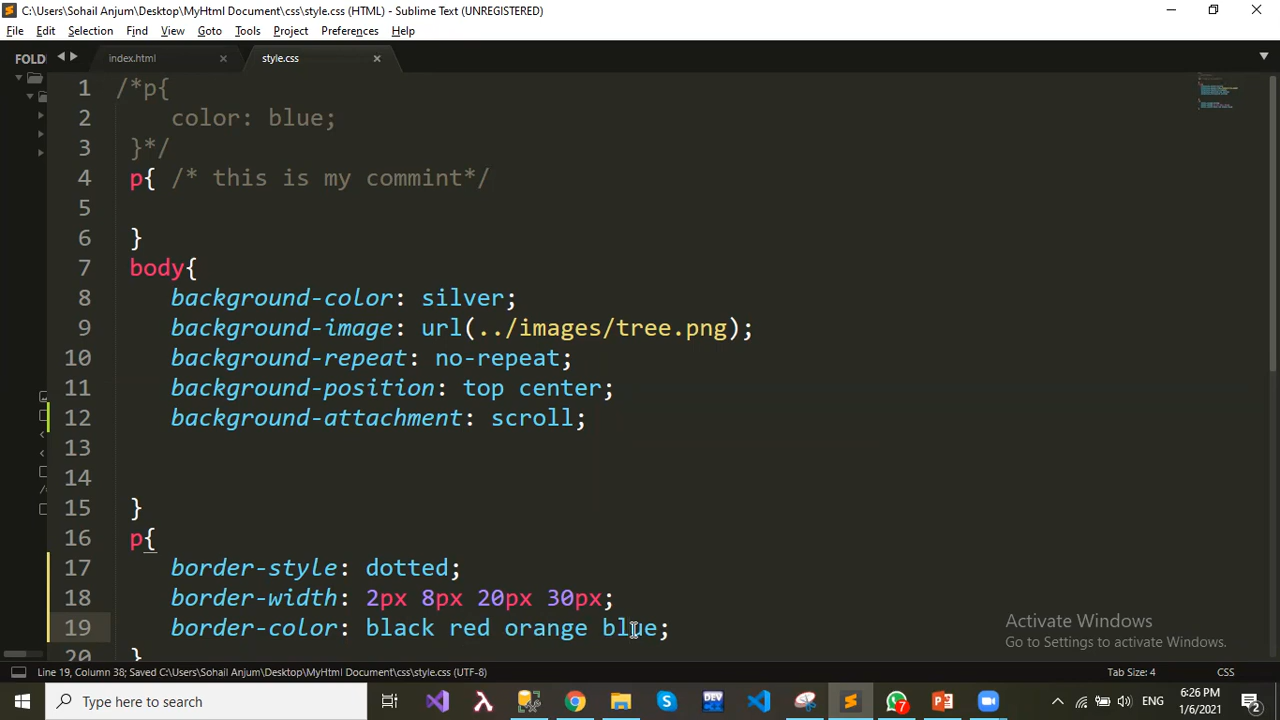 C:\Users\Sohail Anjum\Desktop\MyHtml Document\css\style.css (HTML) - Sublime Text (UNREGISTERED)
File Edit Selection Find View Goto Tools Project Preferences Help
FOLD index.html style.css
1 /*p{
2 color: blue;
3 }*/
4 p{ /* this is my commint*/
5
6 }
7 body{
8 background-color: silver;
9 background-image: url(../images/tree.png);
10 background-repeat: no-repeat;
11 background-position: top center;
12 background-attachment: scroll;
13
14
15 }
16 p{
17 border-style: dotted;
18 border-width: 2px 8px 20px 30px;
19 border-color: black red orange blue;
20 }
Activate Windows
Go to Settings to activate Windows.
Line 19, Column 38; Saved C:\Users\Sohail Anjum\Desktop\MyHtml Document\css\style.css (UTF-8) Tab Size: 4 CSS
Type here to search
DEV
7
ENG
6:26 PM
1/6/2021
2